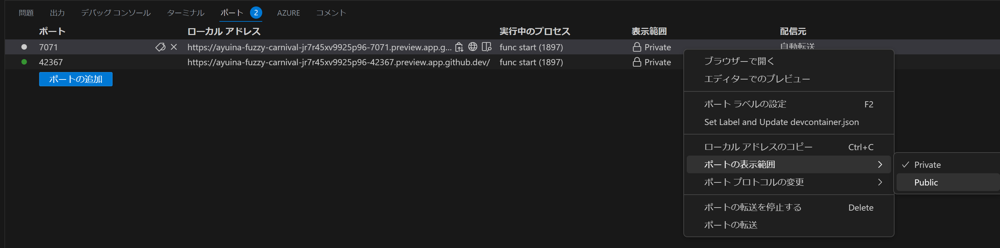 問題 出力 デバッグ コンソール ターミナル ポート 2 AZURE コメント
ポート ローカル アドレス 実行中のプロセス 表示範囲 配信元
7071 https://ayuina-fuzzy-carnival-jr7r45xv9925p96-7071.preview.app.g... func start (1897) Private 自動転送
42367 https://ayuina-fuzzy-carnival-jr7r45xv9925p96-42367.preview.app.github.dev/ func start (1897) Private
ポートの追加
ブラウザーで開く
エディターでのプレビュー
ポート ラベルの設定 F2
Set Label and Update devcontainer.json
ローカル アドレスのコピー Ctrl+C
ポートの表示範囲
ポート プロトコルの変更
ポートの転送を停止する Delete
ポートの転送
Private
Public